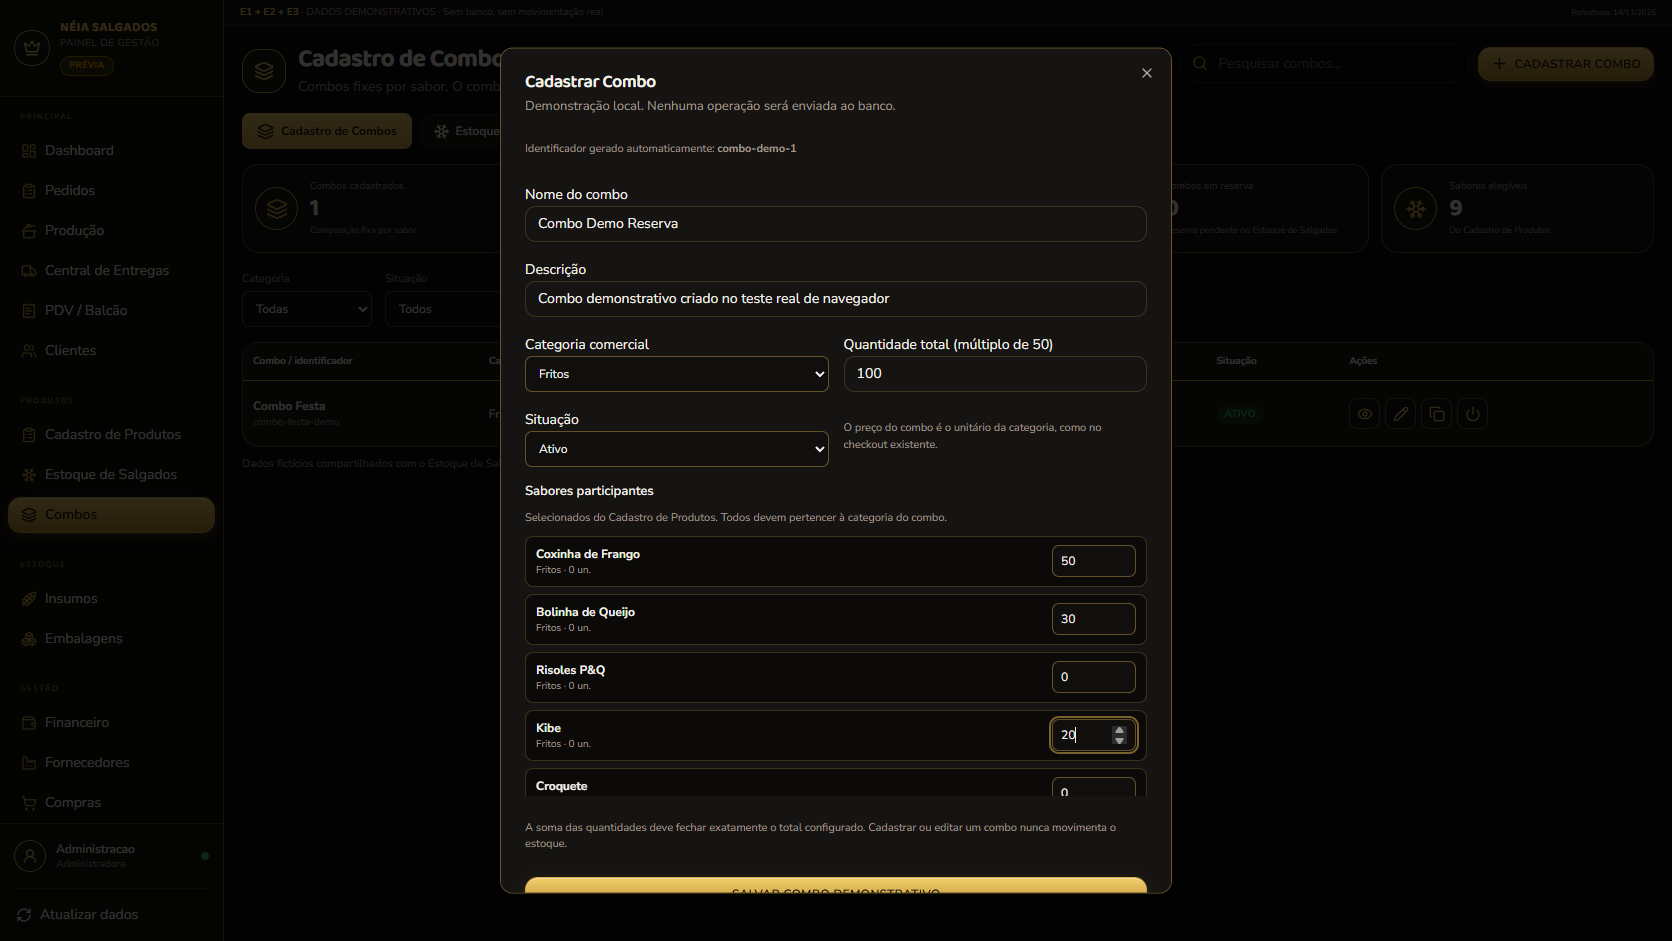 NÉIA SALGADOS
PAINEL DE GESTÃO
PRÉVIA
PRINCIPAL
Dashboard
Pedidos
Produção
Central de Entregas
PDV / Balcão
Clientes
PRODUTOS
Cadastro de Produtos
Estoque de Salgados
Combos
ESTOQUE
Insumos
Embalagens
GESTÃO
Financeiro
Fornecedores
Compras
Administracao
Administradora
Atualizar dados
E1 + E2 + E3 · DADOS DEMONSTRATIVOS · Sem banco, sem movimentação real
Referência: 14/11/2026
Cadastro de Combo
Combos fixos por sabor. O comb
Pesquisar combos...
CADASTRAR COMBO
Cadastro de Combos
Estoque
Combos cadastrados
1
Composição fixa por sabor
ombos em reserva
0
eserva pendente no Estoque de Salgados
Sabores elegíveis
9
Do Cadastro de Produtos
Categoria
Situação
Todas
Todos
Combo / identificador
Ca
Situação
Ações
Combo Festa
combo-festa-demo
Fr
ATIVO
Dados fictícios compartilhados com o Estoque de Sal
Cadastrar Combo
Demonstração local. Nenhuma operação será enviada ao banco.
Identificador gerado automaticamente: combo-demo-1
Nome do combo
Combo Demo Reserva
Descrição
Combo demonstrativo criado no teste real de navegador
Categoria comercial
Quantidade total (múltiplo de 50)
Fritos
100
Situação
Ativo
O preço do combo é o unitário da categoria, como no
checkout existente.
Sabores participantes
Selecionados do Cadastro de Produtos. Todos devem pertencer à categoria do combo.
Coxinha de Frango
Fritos · 0 un.
50
Bolinha de Queijo
Fritos · 0 un.
30
Risoles P&Q
Fritos · 0 un.
0
Kibe
Fritos · 0 un.
20
Croquete
0
A soma das quantidades deve fechar exatamente o total configurado. Cadastrar ou editar um combo nunca movimenta o
estoque.
SALVAR COMBO DEMONSTRATIVO